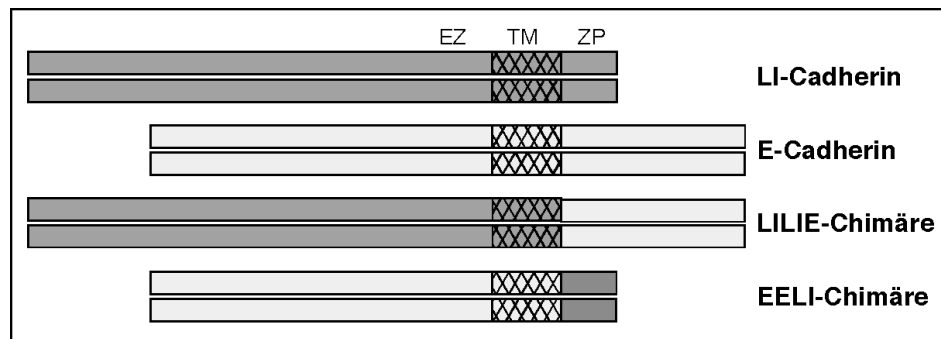 EZ TM ZP
LI-Cadherin
E-Cadherin
LILIE-Chimäre
EELI-Chimäre